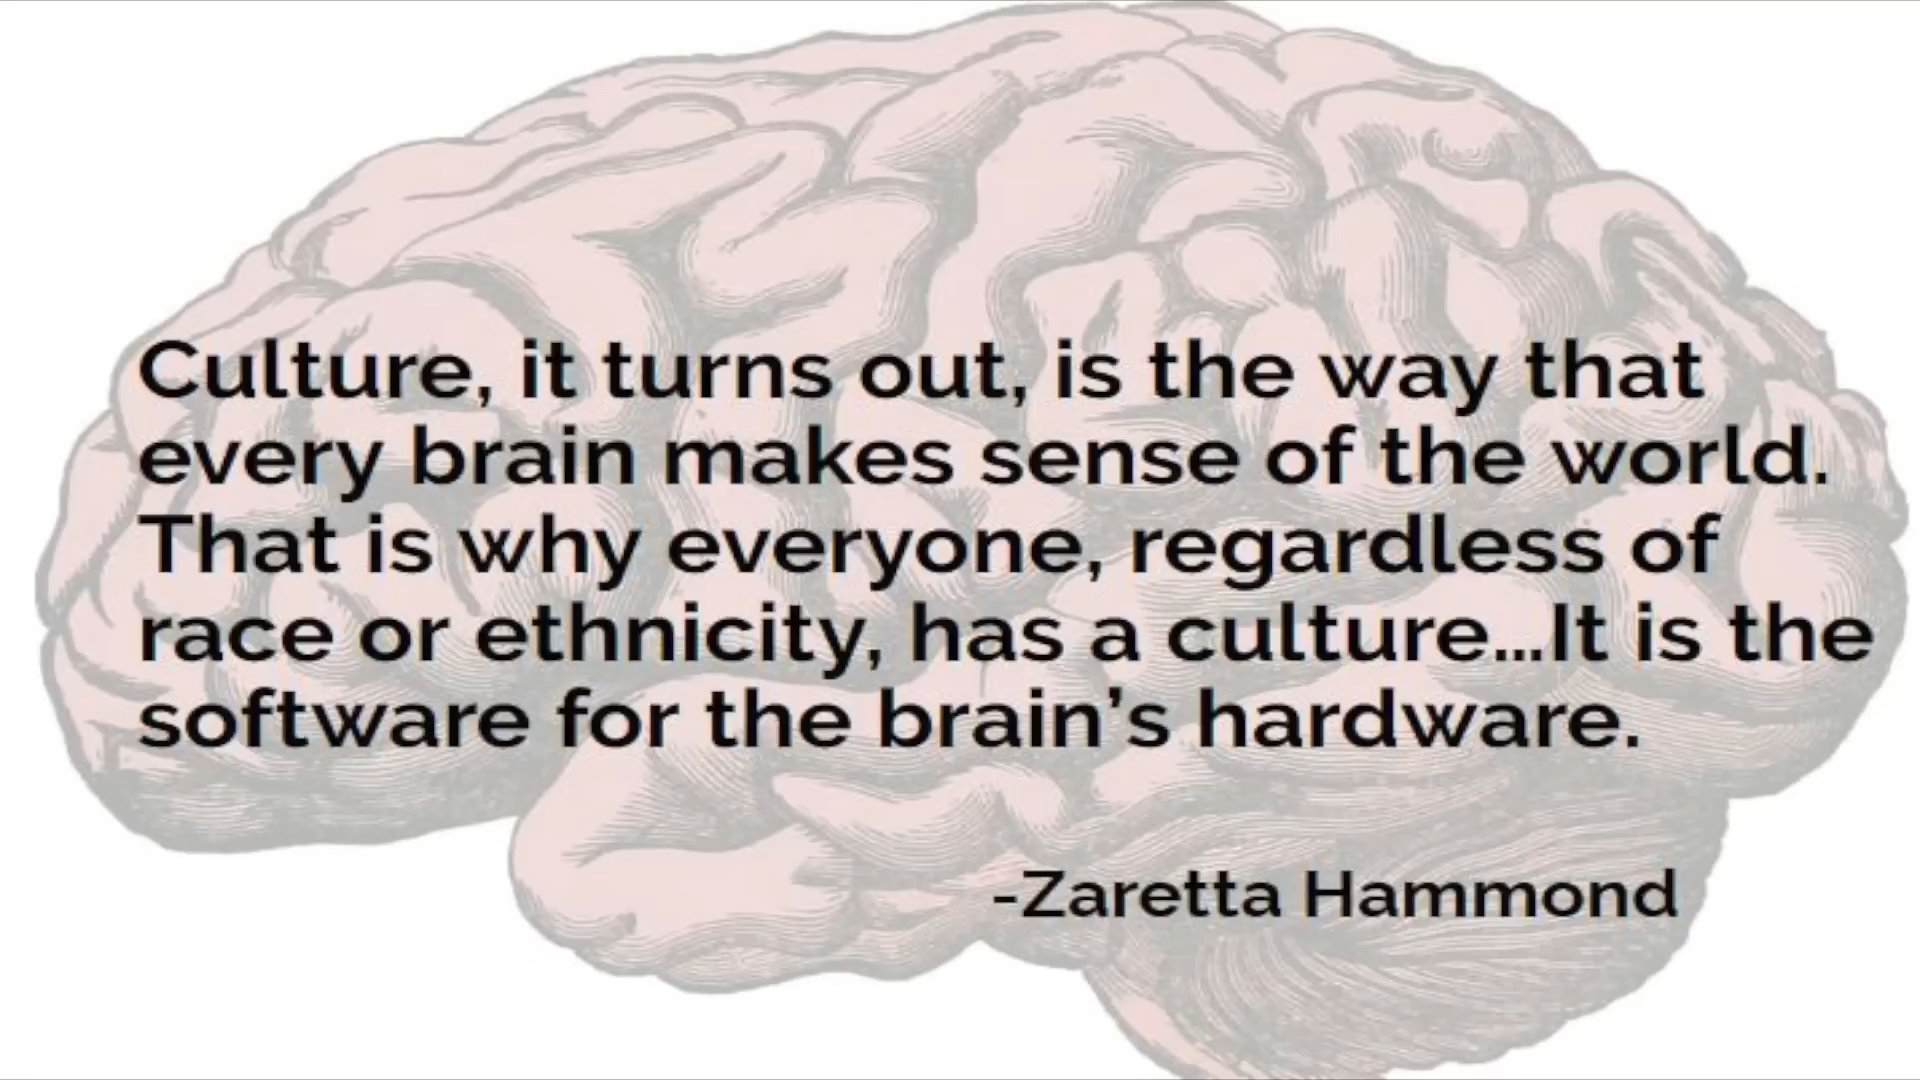 Culture, it turns out, is the way that
every brain makes sense of the world.
That is why everyone, regardless of
race or ethnicity, has a culture...It is the
software for the brain’s hardware.
-Zaretta Hammond